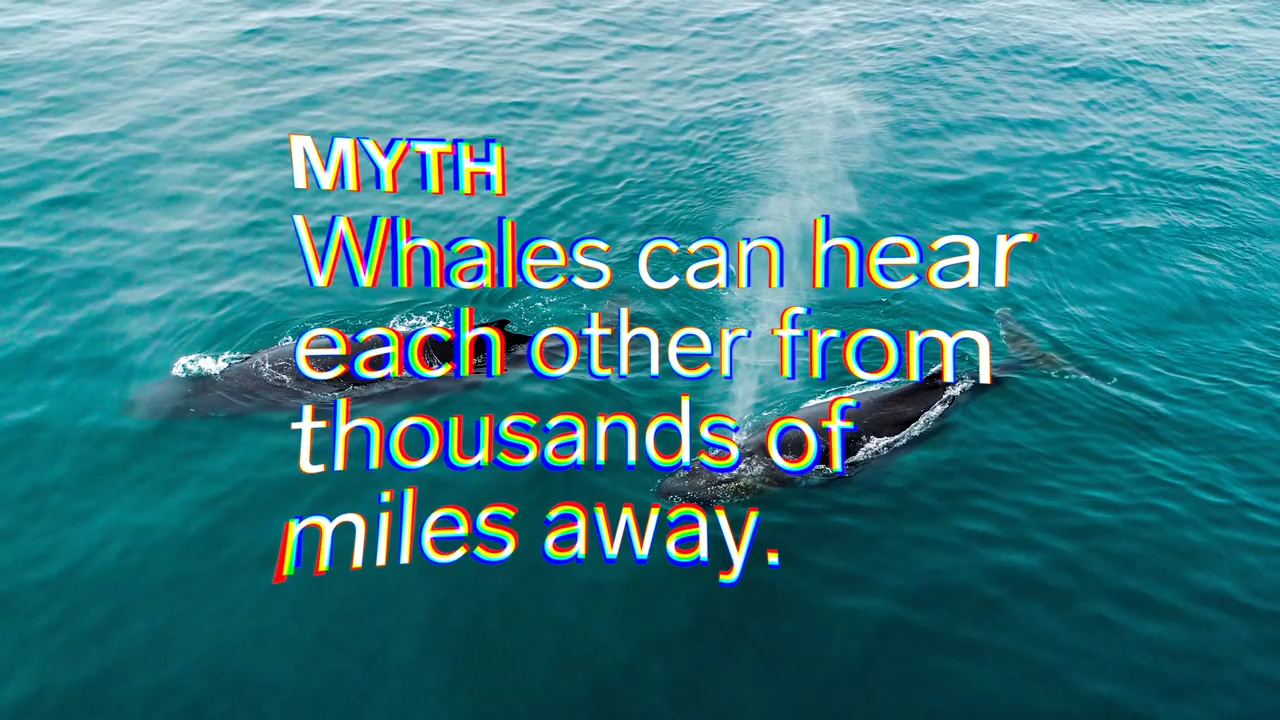 MYTH
Whales can hear
each other from
thousands of
miles away.